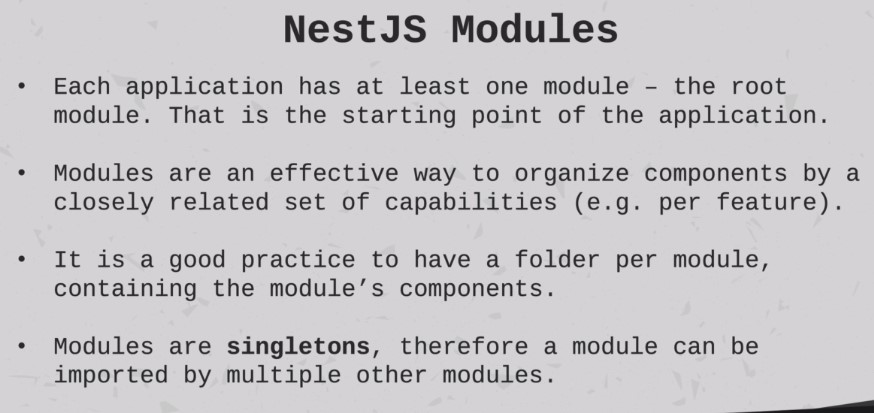 NestJS Modules
• Each application has at least one module – the root
module. That is the starting point of the application.
• Modules are an effective way to organize components by a
closely related set of capabilities (e.g. per feature).
• It is a good practice to have a folder per module,
containing the module’s components.
• Modules are singletons, therefore a module can be
imported by multiple other modules.